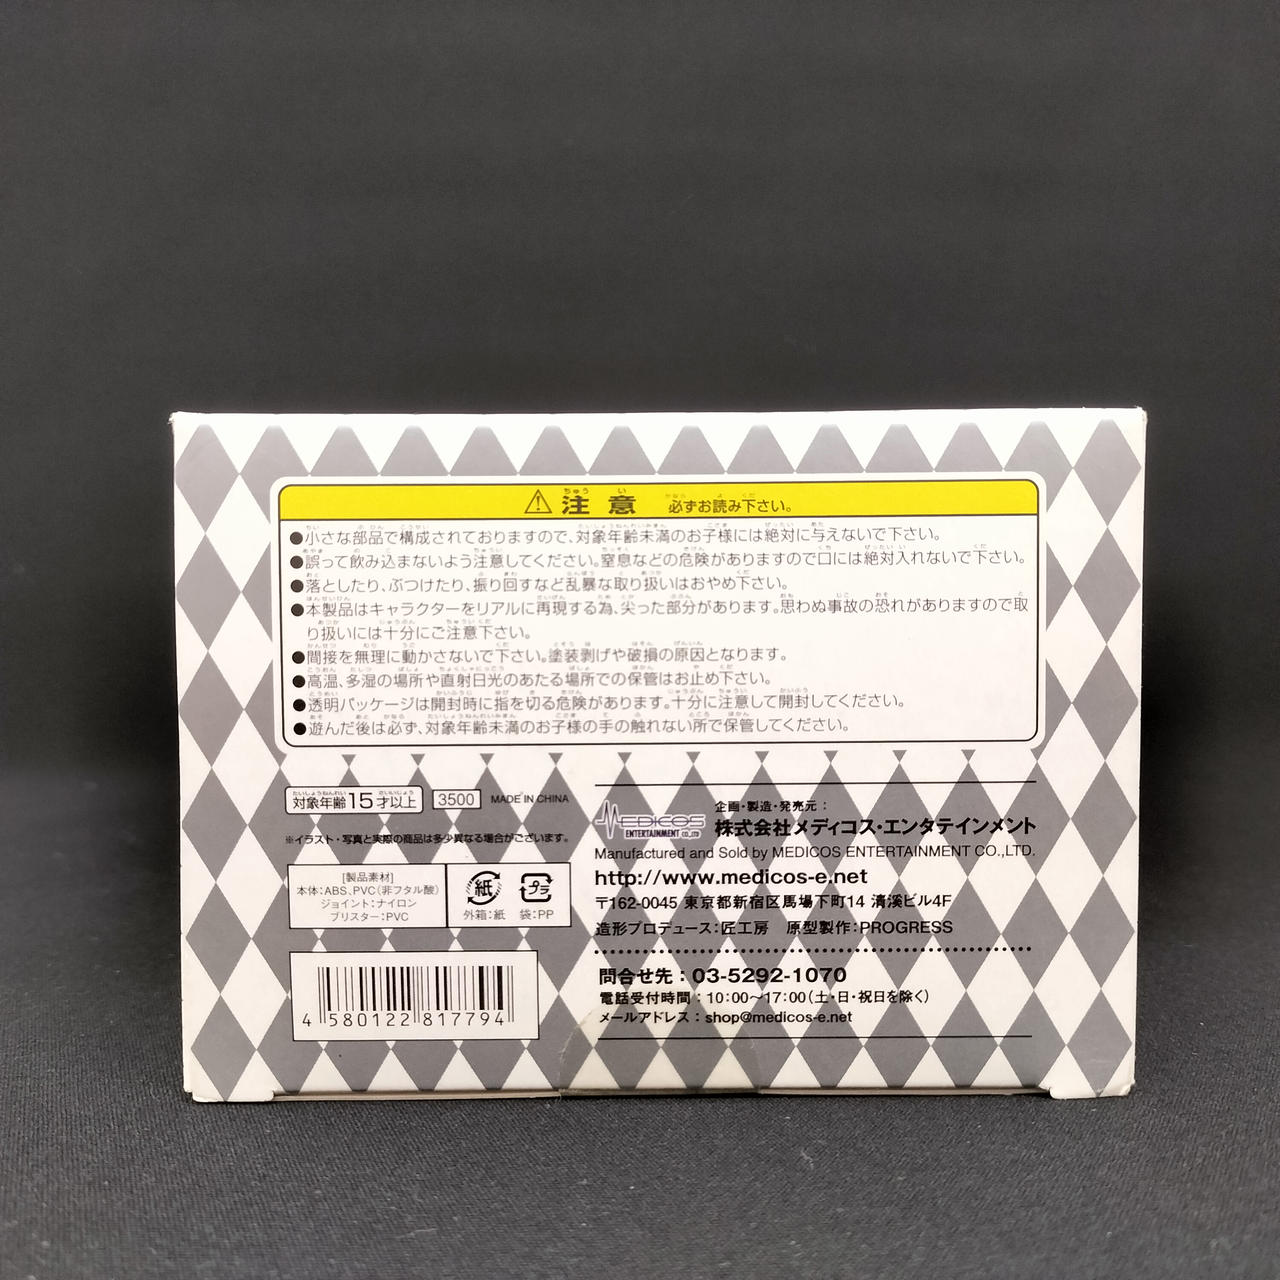 ⚠ 注意 必ずお読み下さい。
●小さな部品で構成されておりますので、対象年齢未満のお子様には絶対に与えないで下さい。
●誤って飲み込まないよう注意してください。窒息などの危険がありますので口には絶対入れないで下さい。
●落としたり、ぶつけたり、振り回すなど乱暴な取り扱いはおやめ下さい。
●本製品はキャラクターをリアルに再現する為、尖った部分があります。思わぬ事故の恐れがありますので取
り扱いには十分にご注意下さい。
●間接を無理に動かさないで下さい。塗装剥げや破損の原因となります。
●高温、多湿の場所や直射日光のあたる場所での保管はお止め下さい。
●透明パッケージは開封時に指を切る危険があります。十分に注意して開封してください。
●遊んだ後は必ず、対象年齢未満のお子様の手の触れない所で保管してください。
対象年齢15才以上 3500 MADE IN CHINA
※イラスト・写真と実際の商品は多少異なる場合がございます。
[製品素材]
本体:ABS、PVC(非フタル酸)
ジョイント:ナイロン
ブリスター:PVC
紙
外箱:紙
プラ
袋:PP
4 580122 817794
企画・製造・発売元:
MEDICOS
ENTERTAINMENT CO.,LTD
株式会社メディコス・エンタテインメント
Manufactured and Sold by MEDICOS ENTERTAINMENT CO.,LTD.
http://www.medicos-e.net
〒162-0045 東京都新宿区馬場下町14 清溪ビル4F
造形プロデュース:匠工房 原型製作:PROGRESS
問合せ先:03-5292-1070
電話受付時間:10:00〜17:00(土・日・祝日を除く)
メールアドレス:shop@medicos-e.net